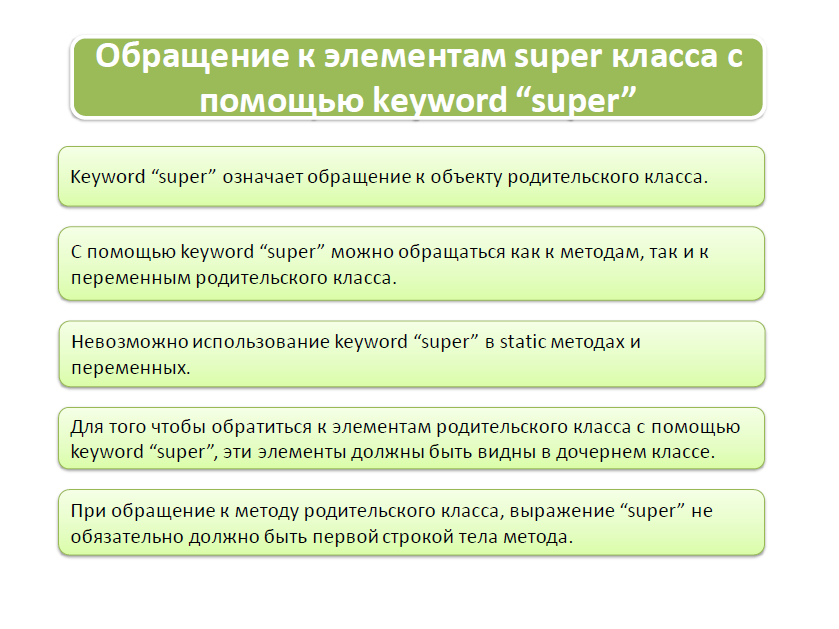 Обращение к элементам super класса с
помощью keyword “super”
Keyword “super” означает обращение к объекту родительского класса.
С помощью keyword “super” можно обращаться как к методам, так и к
переменным родительского класса.
Невозможно использование keyword “super” в static методах и
переменных.
Для того чтобы обратиться к элементам родительского класса с помощью
keyword “super”, эти элементы должны быть видны в дочернем классе.
При обращение к методу родительского класса, выражение “super” не
обязательно должно быть первой строкой тела метода.